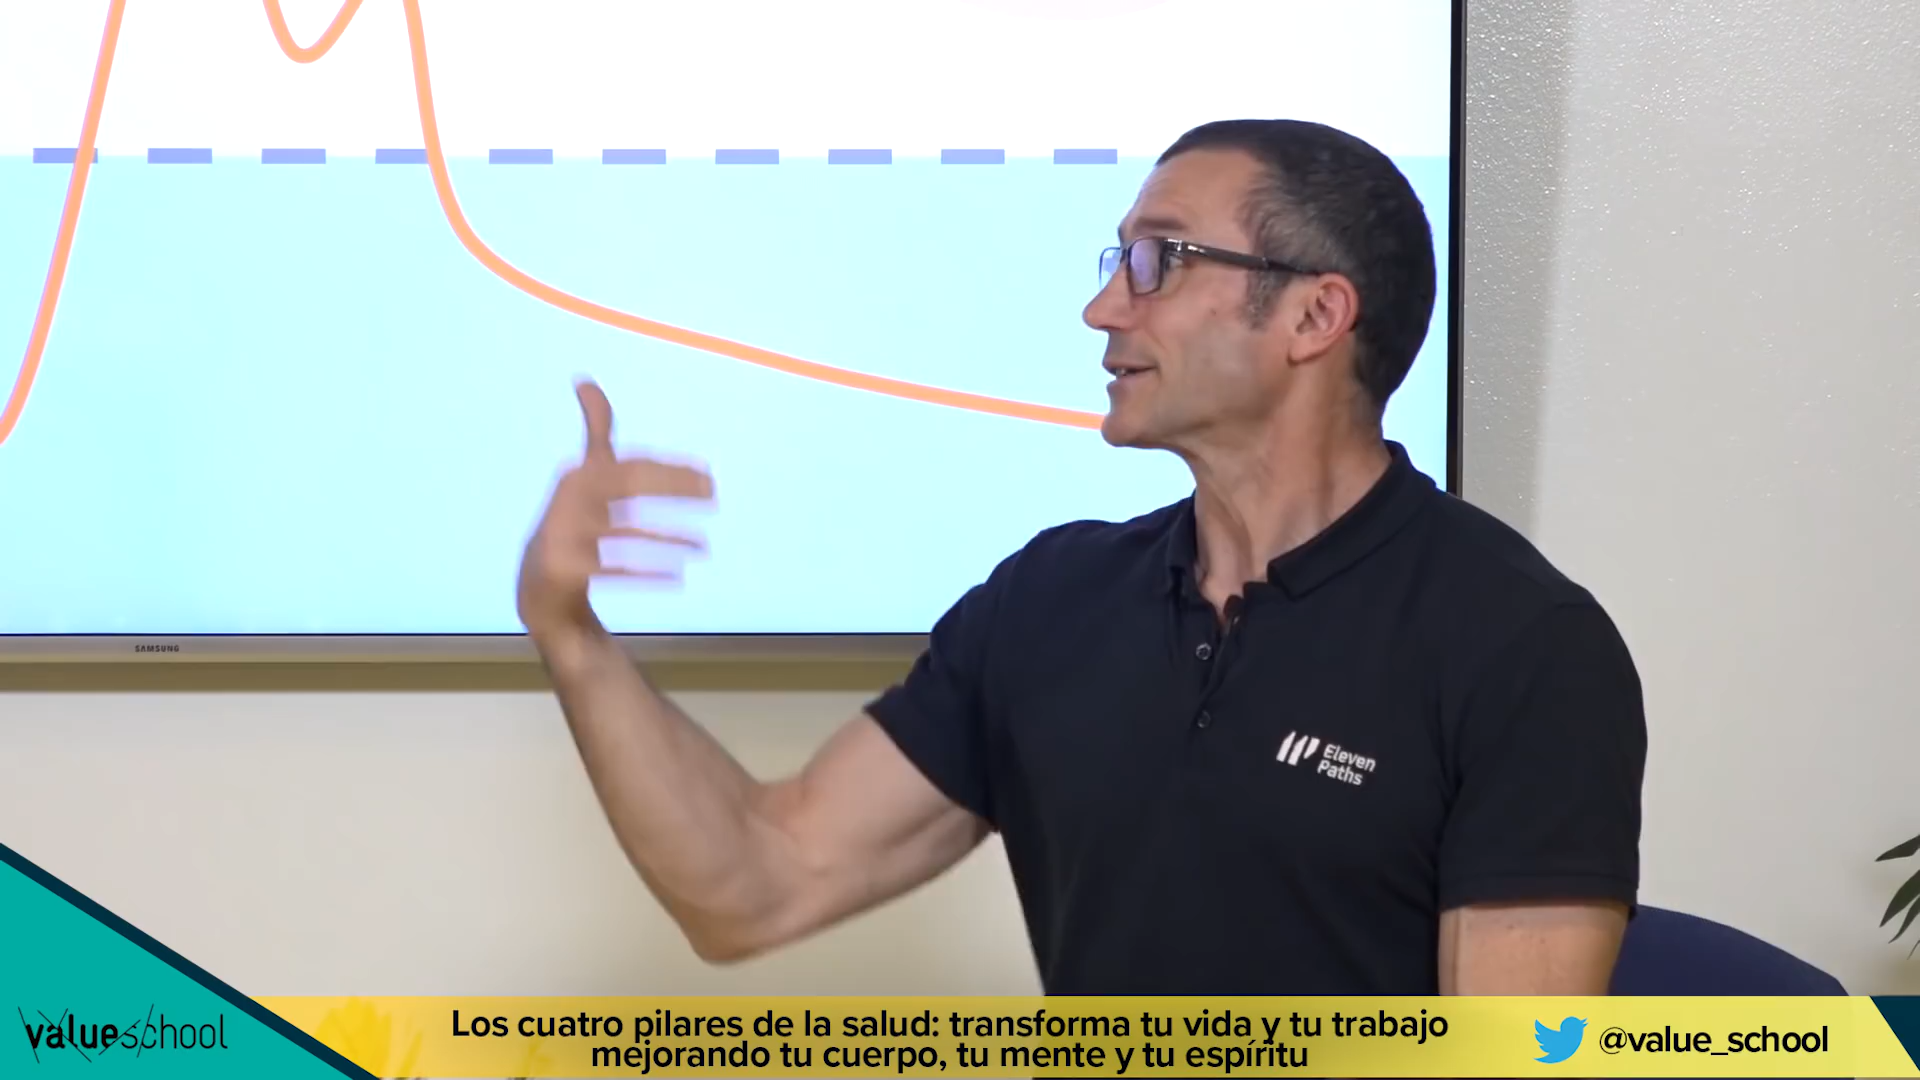 SAMSUNG
Eleven
Paths
valueschool
Los cuatro pilares de la salud: transforma tu vida y tu trabajo
mejorando tu cuerpo, tu mente y tu espíritu
@value_school